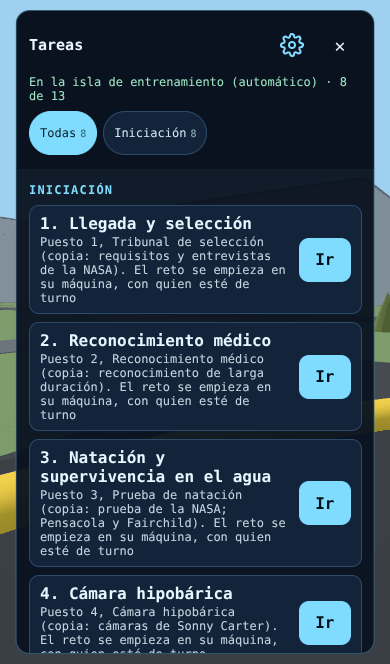 Tareas
×
En la isla de entrenamiento (automático) · 8
de 13
Todas 8
Iniciación 8
INICIACIÓN
1. Llegada y selección
Puesto 1, Tribunal de selección
(copia: requisitos y entrevistas
de la NASA). El reto se empieza en
su máquina, con quien esté de
turno
Ir
2. Reconocimiento médico
Puesto 2, Reconocimiento médico
(copia: reconocimiento de larga
duración). El reto se empieza en
su máquina, con quien esté de
turno
Ir
3. Natación y
supervivencia en el agua
Puesto 3, Prueba de natación
(copia: prueba de la NASA;
Pensacola y Fairchild). El reto se
empieza en su máquina, con quien
esté de turno
Ir
4. Cámara hipobárica
Puesto 4, Cámara hipobárica
(copia: cámaras de Sonny Carter).
El reto se empieza en su máquina,
con quien esté de turno
Ir